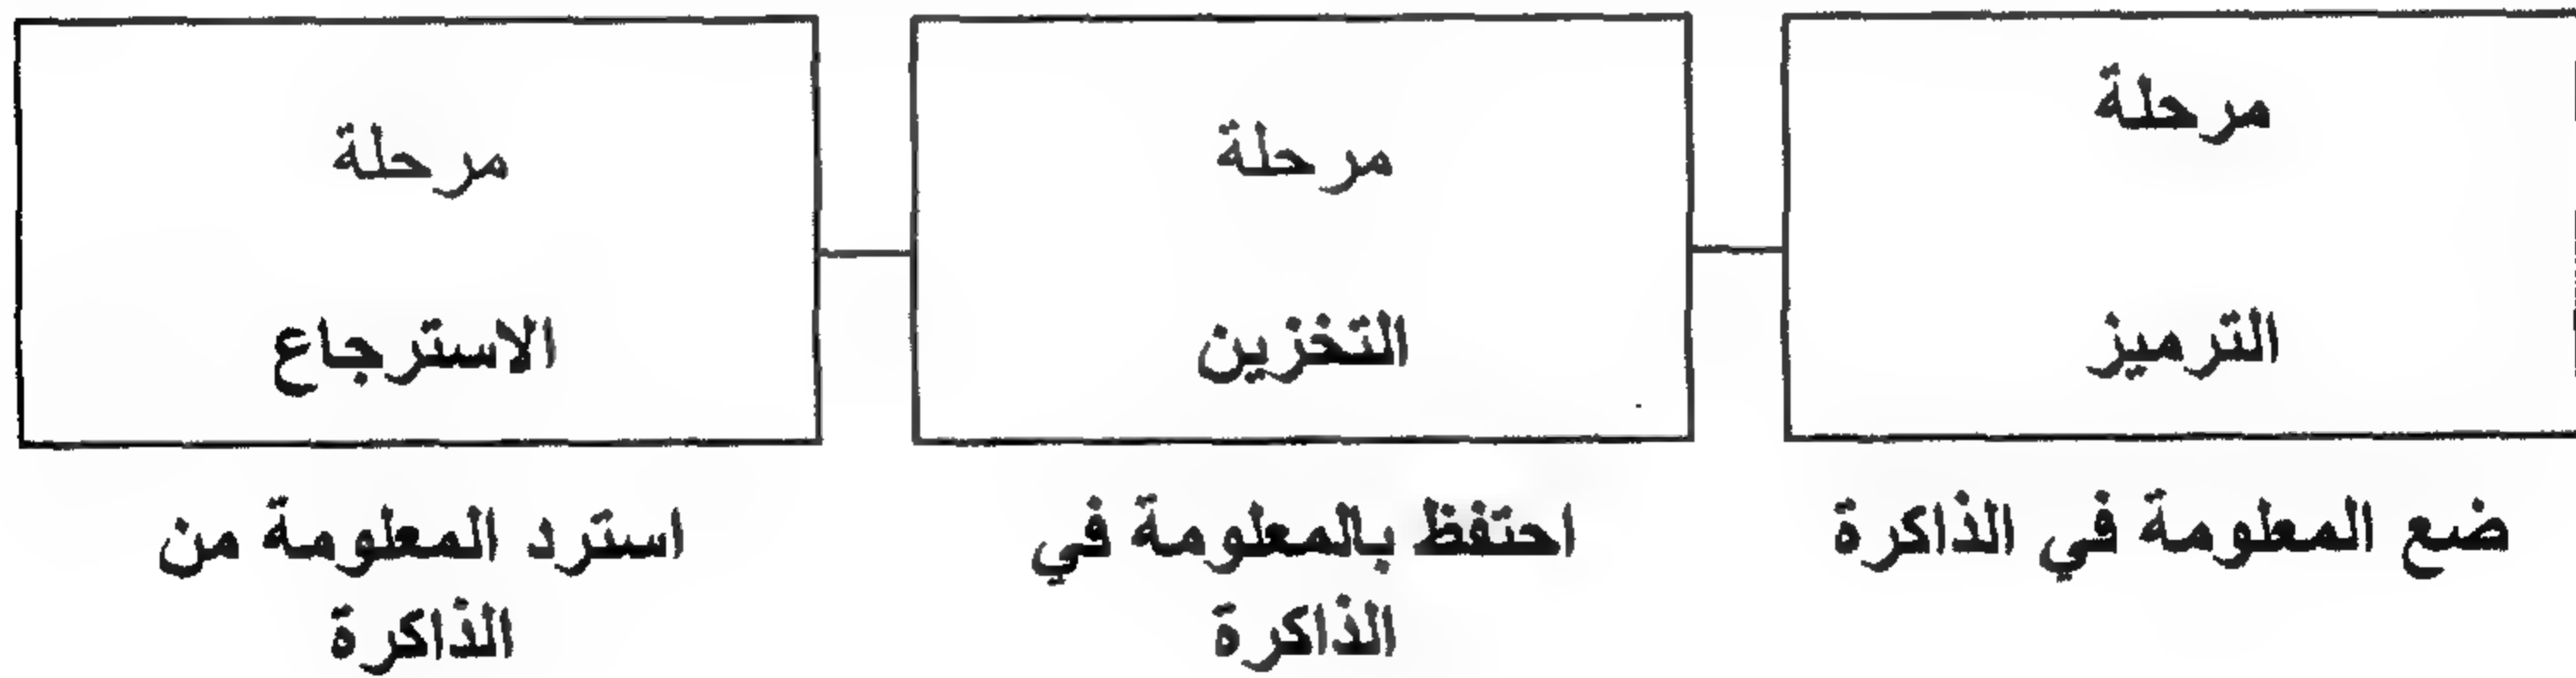 مرحلة
الترميز
ضع المعلومة في الذاكرة
مرحلة
التخزين
احتفظ بالمعلومة في
الذاكرة
مرحلة
الاسترجاع
استرد المعلومة من
الذاكرة